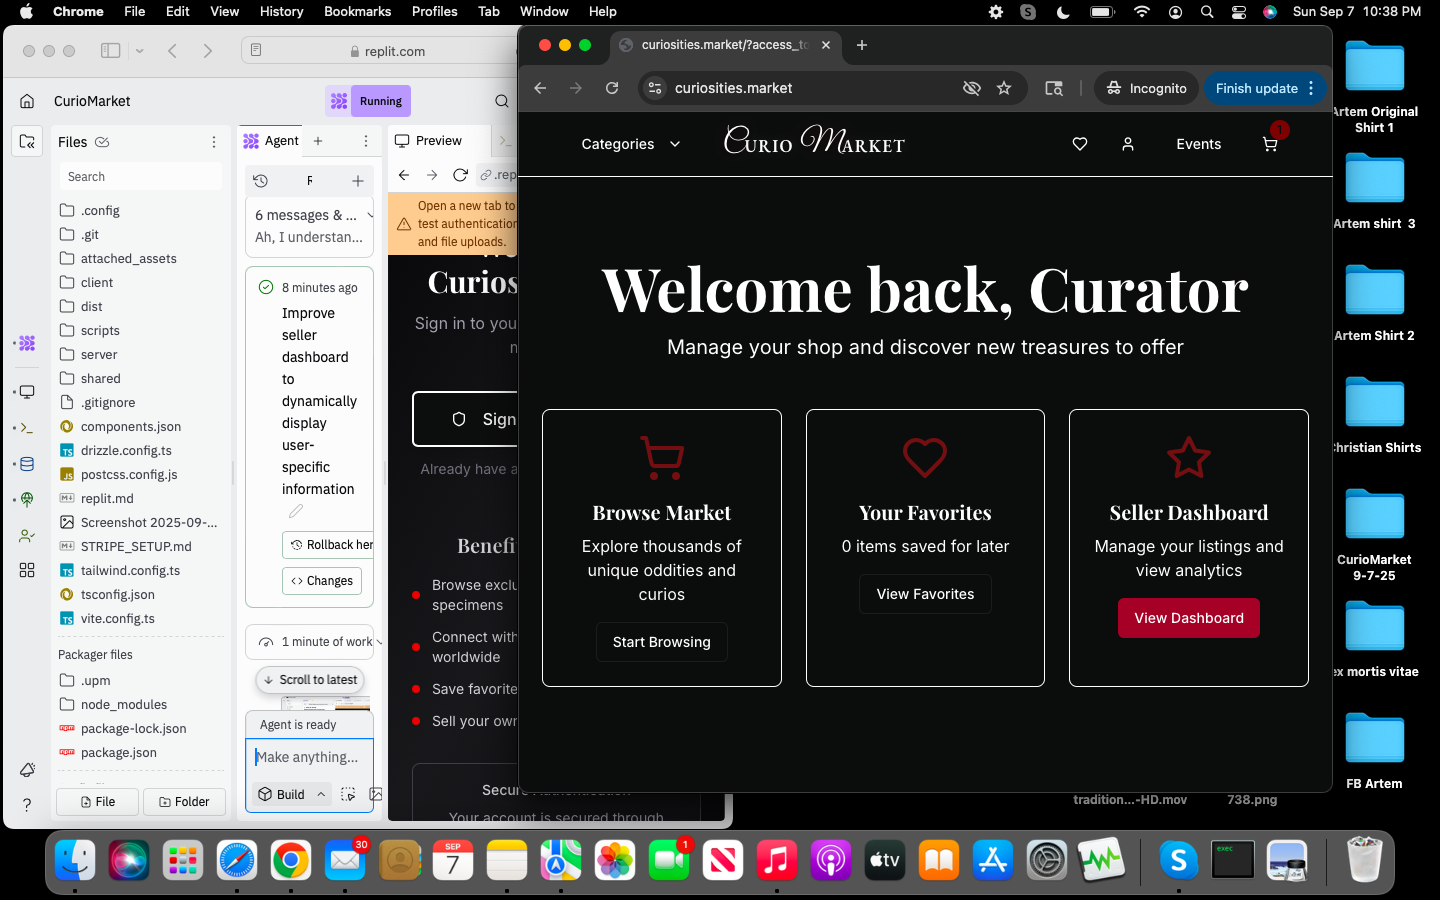 Chrome File Edit View History Bookmarks Profiles Tab Window Help
Sun Sep 7 10:38 PM
replit.com
CurioMarket
Running
Files
Search
.config
.git
attached_assets
client
dist
scripts
server
shared
.gitignore
components.json
drizzle.config.ts
postcss.config.js
replit.md
Screenshot 2025-09-...
STRIPE_SETUP.md
tailwind.config.ts
tsconfig.json
vite.config.ts
Packager files
.upm
node_modules
package-lock.json
package.json
File
Folder
Agent
6 messages & ...
Ah, I understan...
8 minutes ago
Improve
seller
dashboard
to
dynamically
display
user-
specific
information
Rollback her
Changes
1 minute of work
Scroll to latest
Agent is ready
Make anything...
Build
Preview
.rep
Open a new tab to
test authentication
and file uploads.
Curios
Sign in to you
Sign
Already have a
Benefi
Browse exclu
specimens
Connect with
worldwide
Save favorite
Sell your own
Secure Authentication
Your account is secured through
curiosities.market/?access_to
curiosities.market
Incognito
Finish update
Categories
Curio Market
Events
1
Welcome back, Curator
Manage your shop and discover new treasures to offer
Browse Market
Explore thousands of
unique oddities and
curios
Start Browsing
Your Favorites
0 items saved for later
View Favorites
Seller Dashboard
Manage your listings and
view analytics
View Dashboard
Artem Original
Shirt 1
Artem shirt 3
Artem Shirt 2
Christian Shirts
CurioMarket
9-7-25
ex mortis vitae
FB Artem
tradition...-HD.mov
738.png
30
SEP
7
1
tv
exec